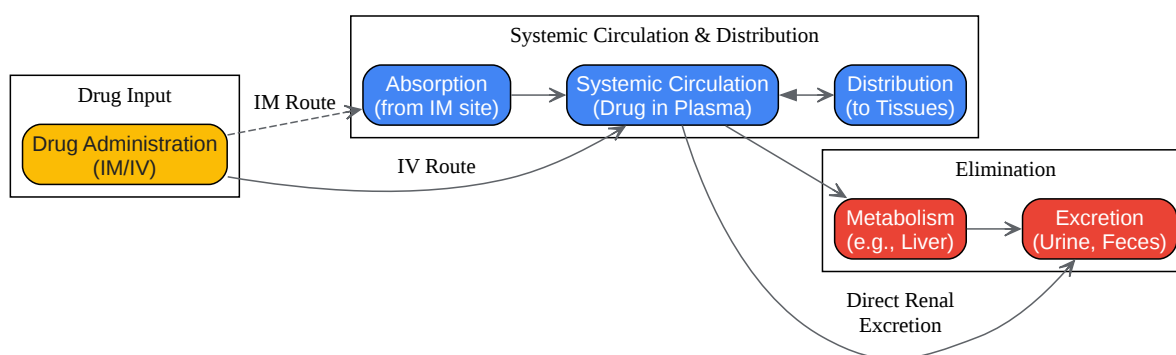 Systemic Circulation & Distribution
Drug Input
Absorption
(from IM site)
Systemic Circulation
(Drug in Plasma)
Distribution
(to Tissues)
IM Route
Drug Administration
(IM/IV)
IV Route
Elimination
Metabolism
(e.g., Liver)
Excretion
(Urine, Feces)
Direct Renal
Excretion